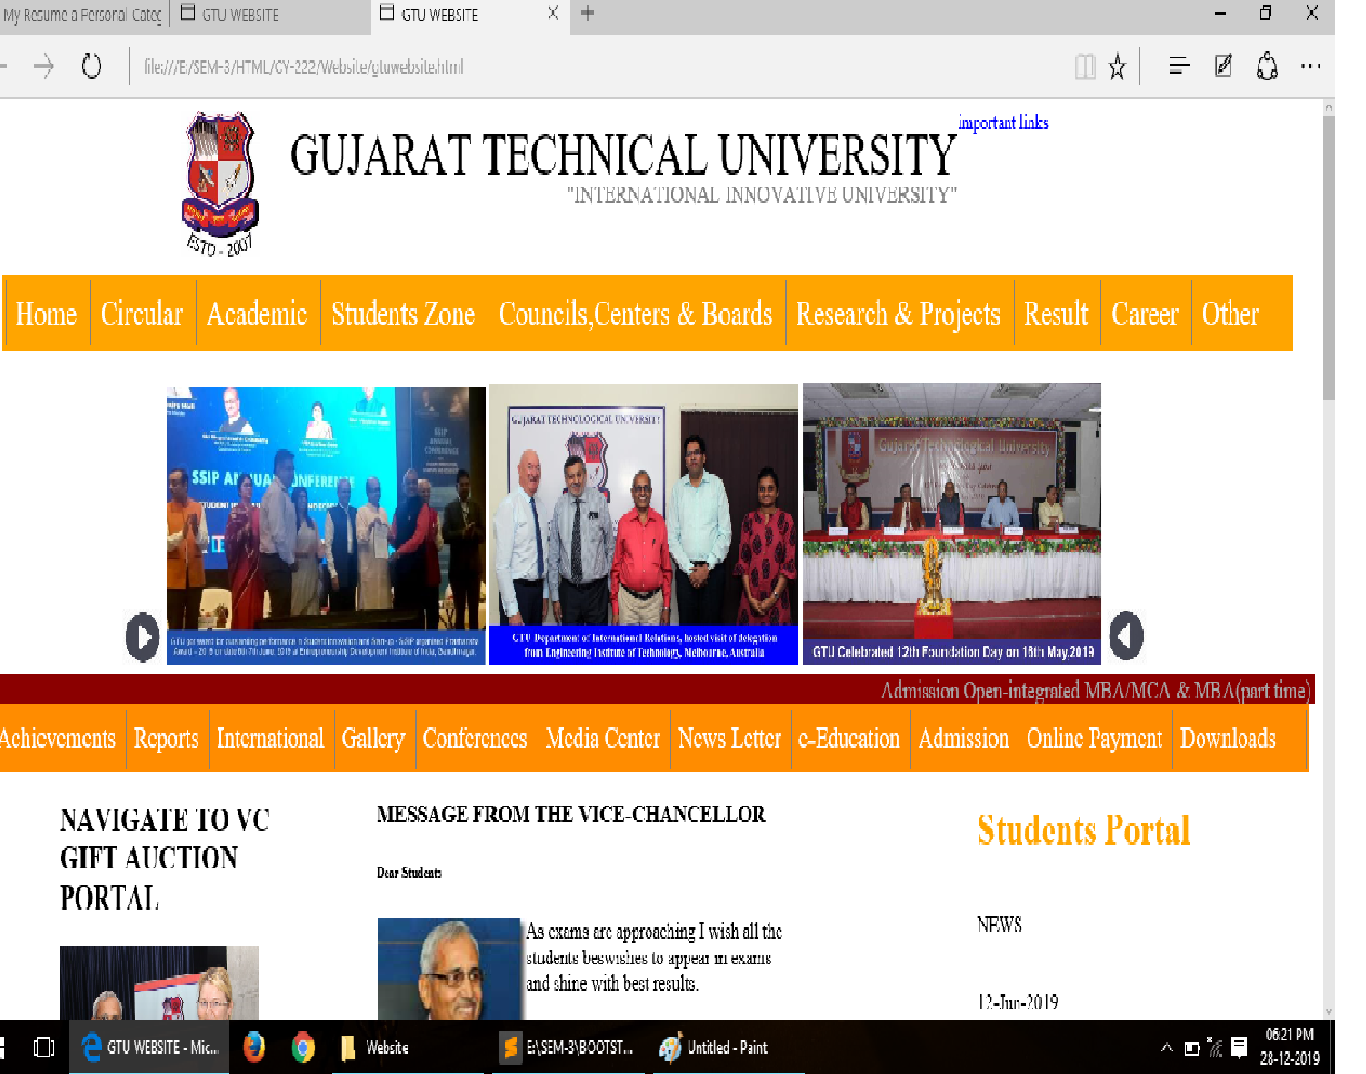 My Resume a Personal Categ
GTU WEBSITE
GTU WEBSITE
file:///E:/SEM-3/HTML/CY-222/Website/gtuwebsite.html
important links
GUJARAT TECHNICAL UNIVERSITY
"INTERNATIONAL INNOVATIVE UNIVERSITY"
ESTD - 2007
Home Circular Academic Students Zone Councils,Centers & Boards Research & Projects Result Career Other
SSIP ANNUAL CONFERENCE
SSIP
ANNUAL
CONFERENCE
GUJARAT TECHNOLOGICAL UNIVERSITY
GTU Department of International Relations, hosted visit of delegation
from Engineering Institute of Technology, Melbourne, Australia
Gujarat Technological University
GTU Celebrated 12th Foundation Day on 16th May,2019
Admission Open-integrated MBA/MCA & MBA(part time)
Achievements Reports International Gallery Conferences Media Center News Letter e-Education Admission Online Payment Downloads
NAVIGATE TO VC
GIFT AUCTION
PORTAL
MESSAGE FROM THE VICE-CHANCELLOR
Dear Students
As exams are approaching I wish all the
students beswishes to appear in exams
and shine with best results.
Students Portal
NEWS
12-Jun-2019
GTU WEBSITE - Mic...
Website
E:\SEM-3\BOOTST...
Untitled - Paint
06:21 PM
28-12-2019